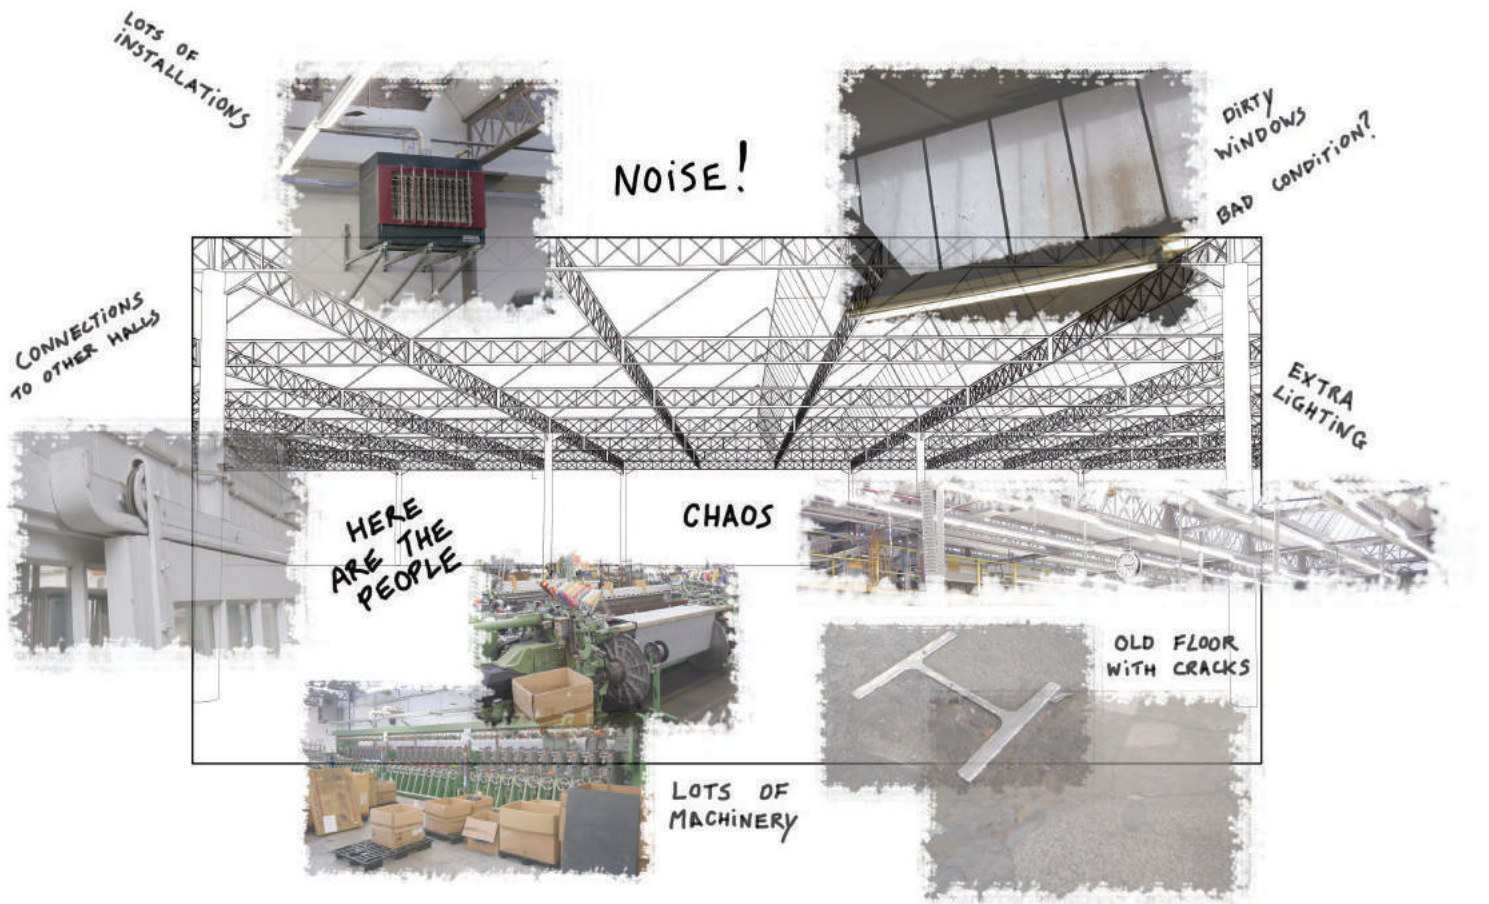 LOTS OF
INSTALLATIONS
NOISE!
DIRTY
WINDOWS
BAD CONDITION?
CONNECTIONS
TO OTHER HALLS
EXTRA
LIGHTING
HERE
ARE THE
PEOPLE
CHAOS
OLD FLOOR
WITH CRACKS
LOTS OF
MACHINERY